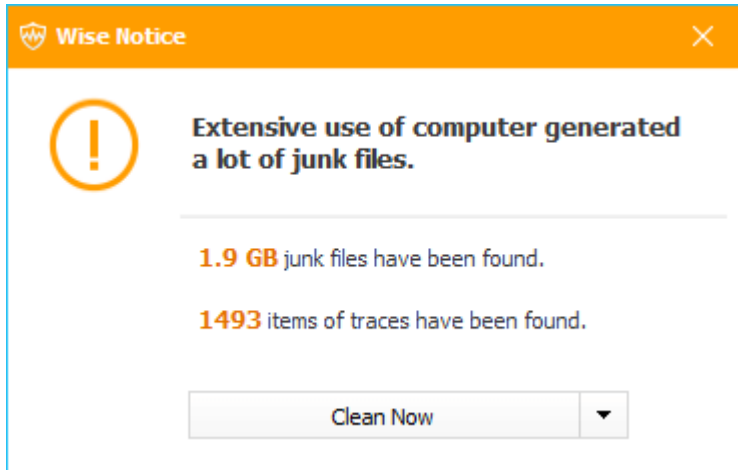 Wise Notice
Extensive use of computer generated
a lot of junk files.
1.9 GB junk files have been found.
1493 items of traces have been found.
Clean Now